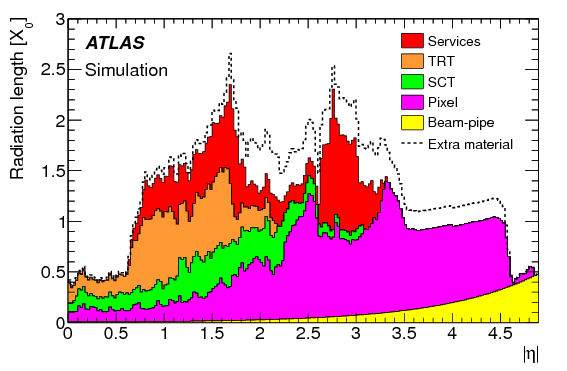 Radiation length [X0]
3
2.5
2
1.5
1
0.5
0
ATLAS
Simulation
Services
TRT
SCT
Pixel
Beam-pipe
Extra material
0 0.5 1 1.5 2 2.5 3 3.5 4 4.5
|η|